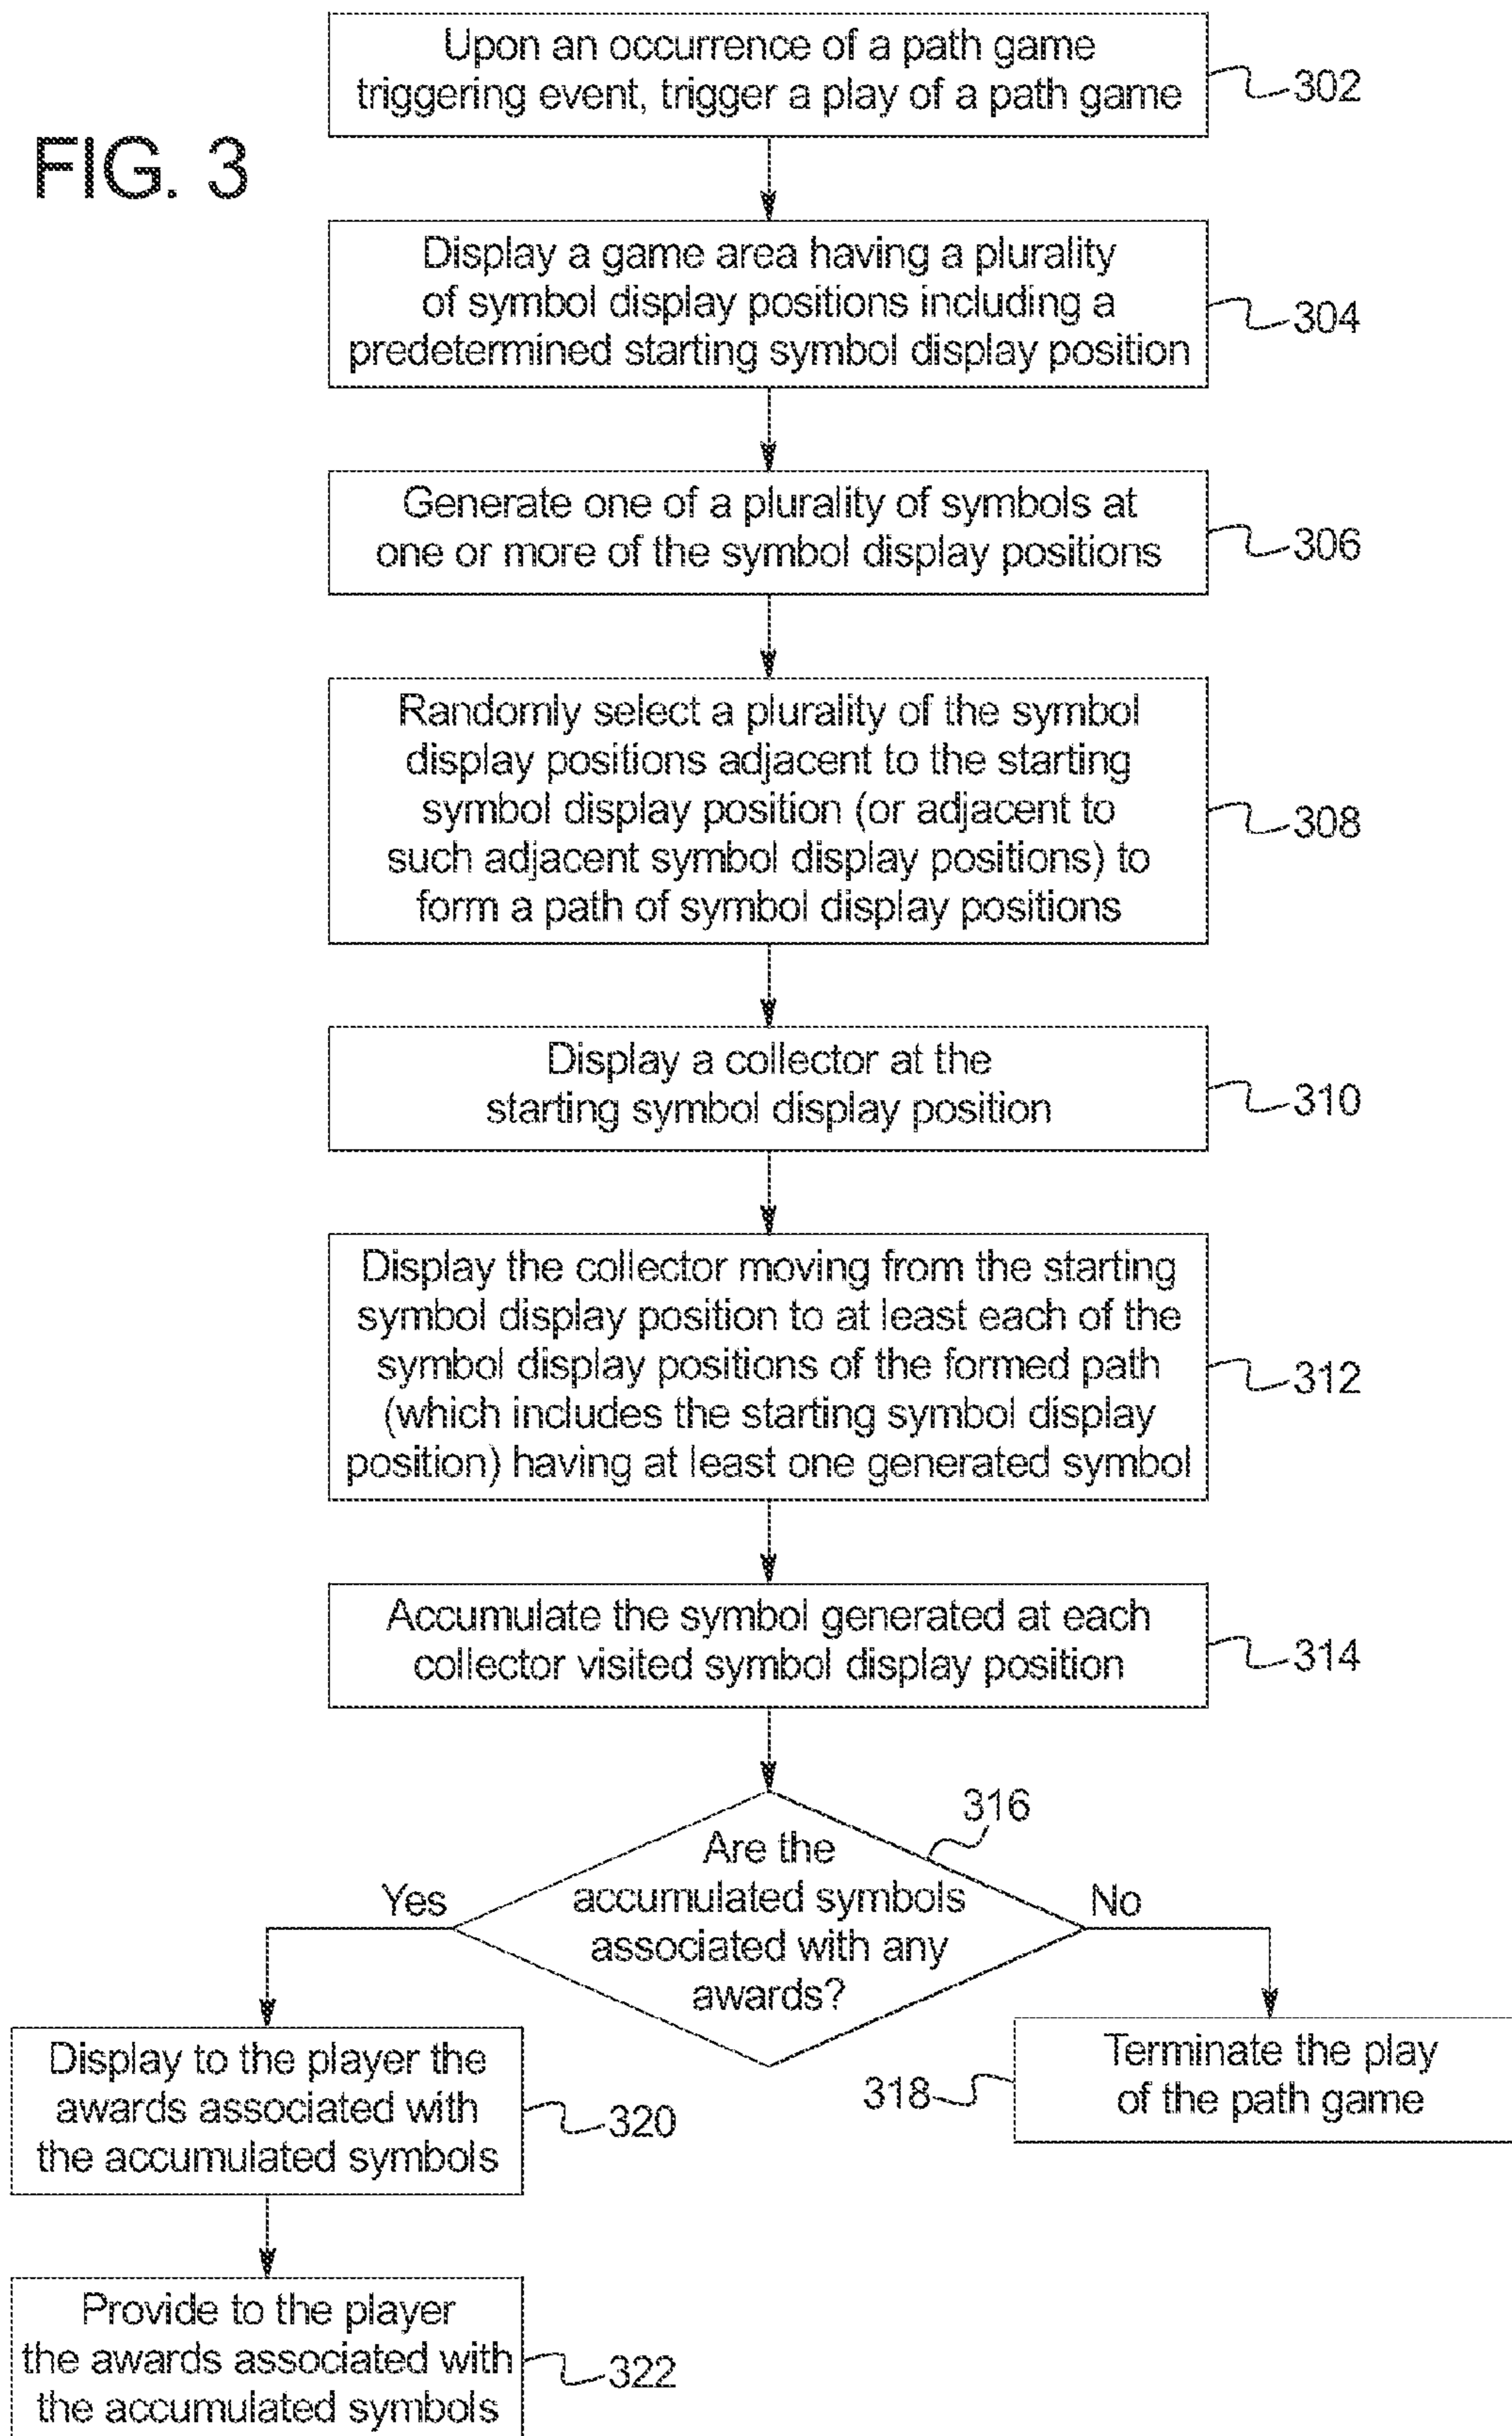 Upon an occurrence of a path game
triggering event, trigger a play of a path game
302
FIG. 3
Display a game area having a plurality
of symbol display positions including a
predetermined starting symbol display position
304
Generate one of a plurality of symbols at
one or more of the symbol display positions
306
Randomly select a plurality of the symbol
display positions adjacent to the starting
symbol display position (or adjacent to
such adjacent symbol display positions) to
form a path of symbol display positions
308
Display a collector at the
starting symbol display position
310
Display the collector moving from the starting
symbol display position to at least each of the
symbol display positions of the formed path
(which includes the starting symbol display
position) having at least one generated symbol
312
Accumulate the symbol generated at each
collector visited symbol display position
314
316
Are the
accumulated symbols
associated with any
awards?
Yes
No
Display to the player the
awards associated with
the accumulated symbols
320
318
Terminate the play
of the path game
Provide to the player
the awards associated with
the accumulated symbols
322